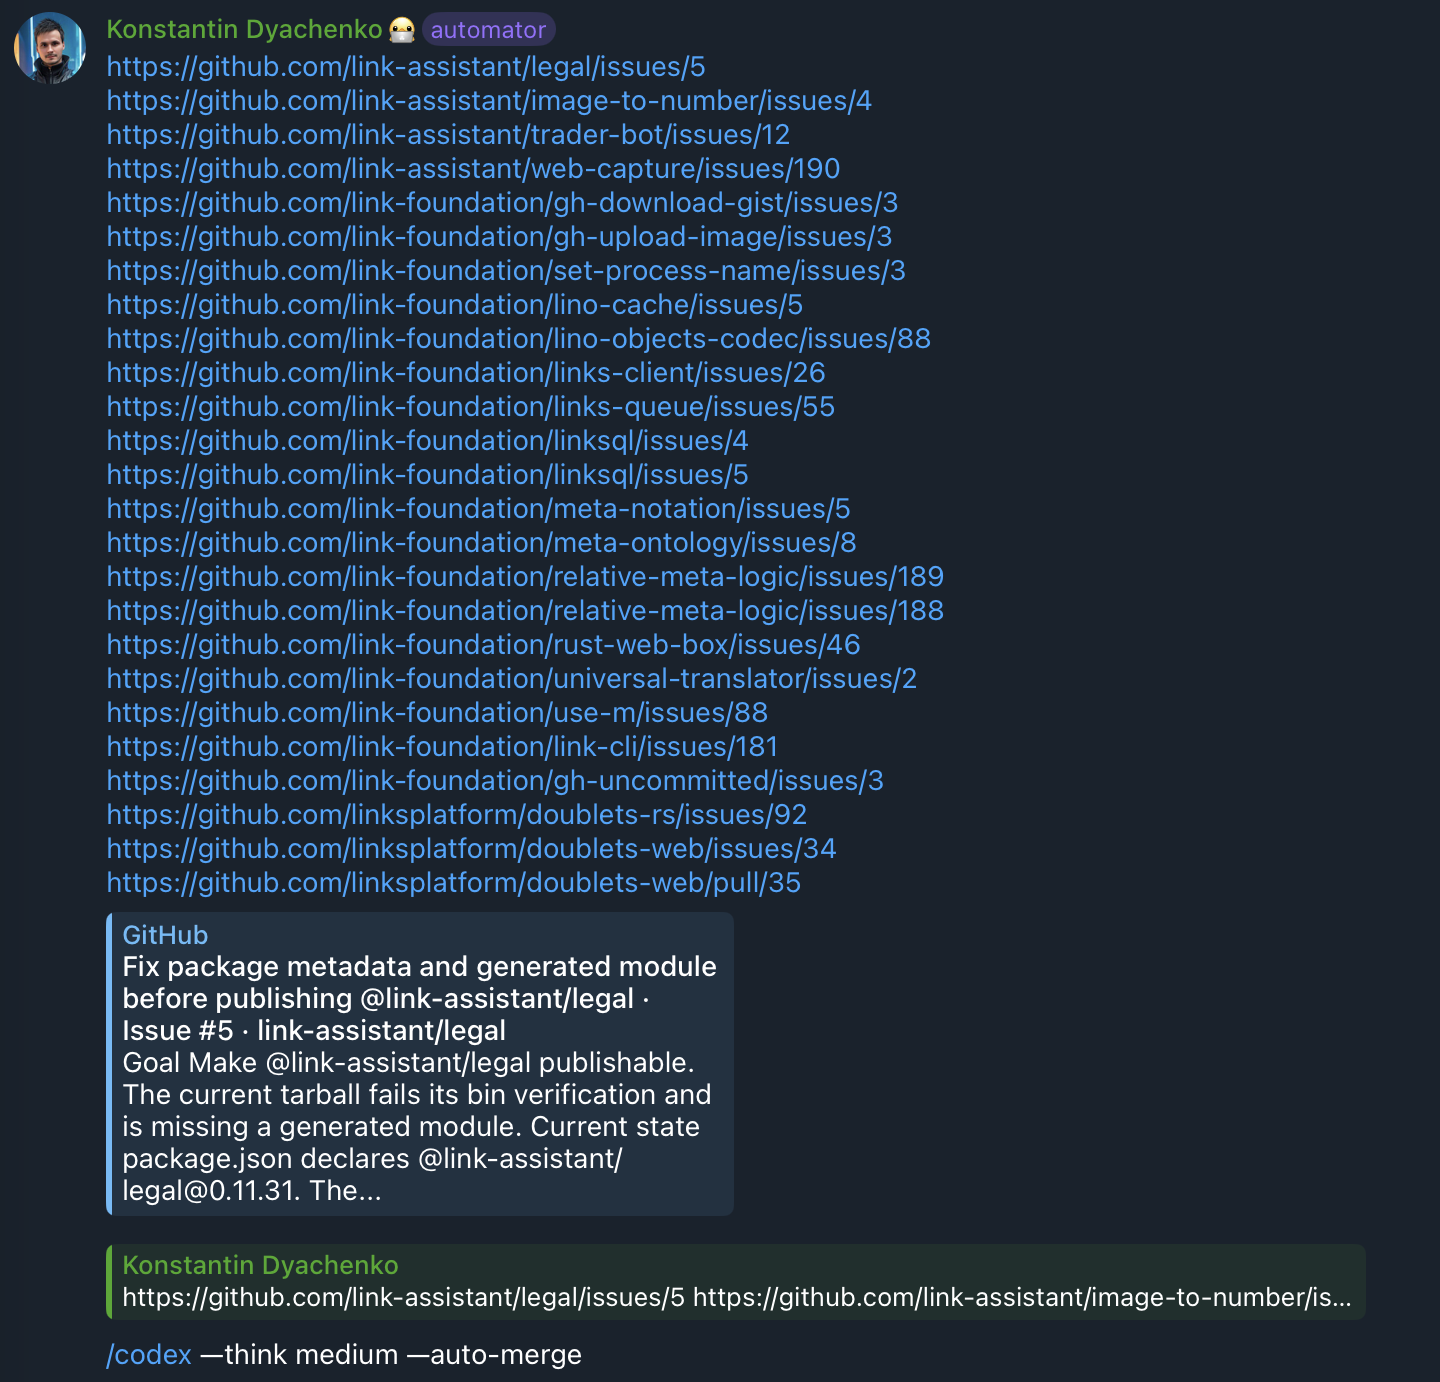 Konstantin Dyachenko automator
https://github.com/link-assistant/legal/issues/5
https://github.com/link-assistant/image-to-number/issues/4
https://github.com/link-assistant/trader-bot/issues/12
https://github.com/link-assistant/web-capture/issues/190
https://github.com/link-foundation/gh-download-gist/issues/3
https://github.com/link-foundation/gh-upload-image/issues/3
https://github.com/link-foundation/set-process-name/issues/3
https://github.com/link-foundation/lino-cache/issues/5
https://github.com/link-foundation/lino-objects-codec/issues/88
https://github.com/link-foundation/links-client/issues/26
https://github.com/link-foundation/links-queue/issues/55
https://github.com/link-foundation/linksql/issues/4
https://github.com/link-foundation/linksql/issues/5
https://github.com/link-foundation/meta-notation/issues/5
https://github.com/link-foundation/meta-ontology/issues/8
https://github.com/link-foundation/relative-meta-logic/issues/189
https://github.com/link-foundation/relative-meta-logic/issues/188
https://github.com/link-foundation/rust-web-box/issues/46
https://github.com/link-foundation/universal-translator/issues/2
https://github.com/link-foundation/use-m/issues/88
https://github.com/link-foundation/link-cli/issues/181
https://github.com/link-foundation/gh-uncommitted/issues/3
https://github.com/linksplatform/doublets-rs/issues/92
https://github.com/linksplatform/doublets-web/issues/34
https://github.com/linksplatform/doublets-web/pull/35
GitHub
Fix package metadata and generated module
before publishing @link-assistant/legal ·
Issue #5 · link-assistant/legal
Goal Make @link-assistant/legal publishable.
The current tarball fails its bin verification and
is missing a generated module. Current state
package.json declares @link-assistant/
legal@0.11.31. The...
Konstantin Dyachenko
https://github.com/link-assistant/legal/issues/5 https://github.com/link-assistant/image-to-number/is...
/codex —think medium —auto-merge